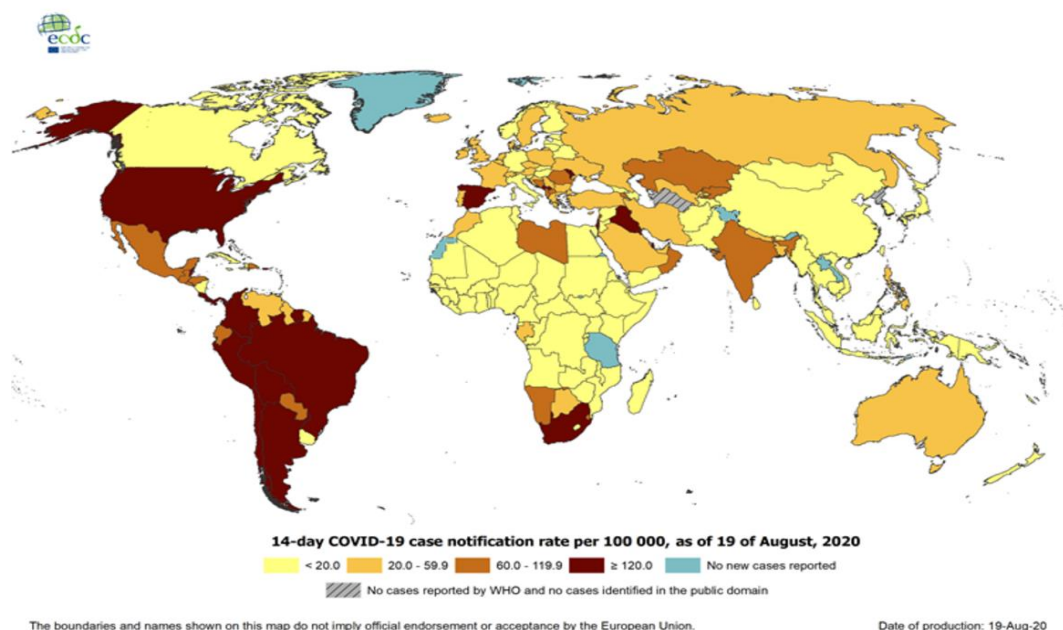 ecdc
14-day COVID-19 case notification rate per 100 000, as of 19 of August, 2020
< 20.0 20.0 - 59.9 60.0 - 119.9 ≥ 120.0 No new cases reported
No cases reported by WHO and no cases identified in the public domain
The boundaries and names shown on this map do not imply official endorsement or acceptance by the European Union. Date of production: 19-Aug-20